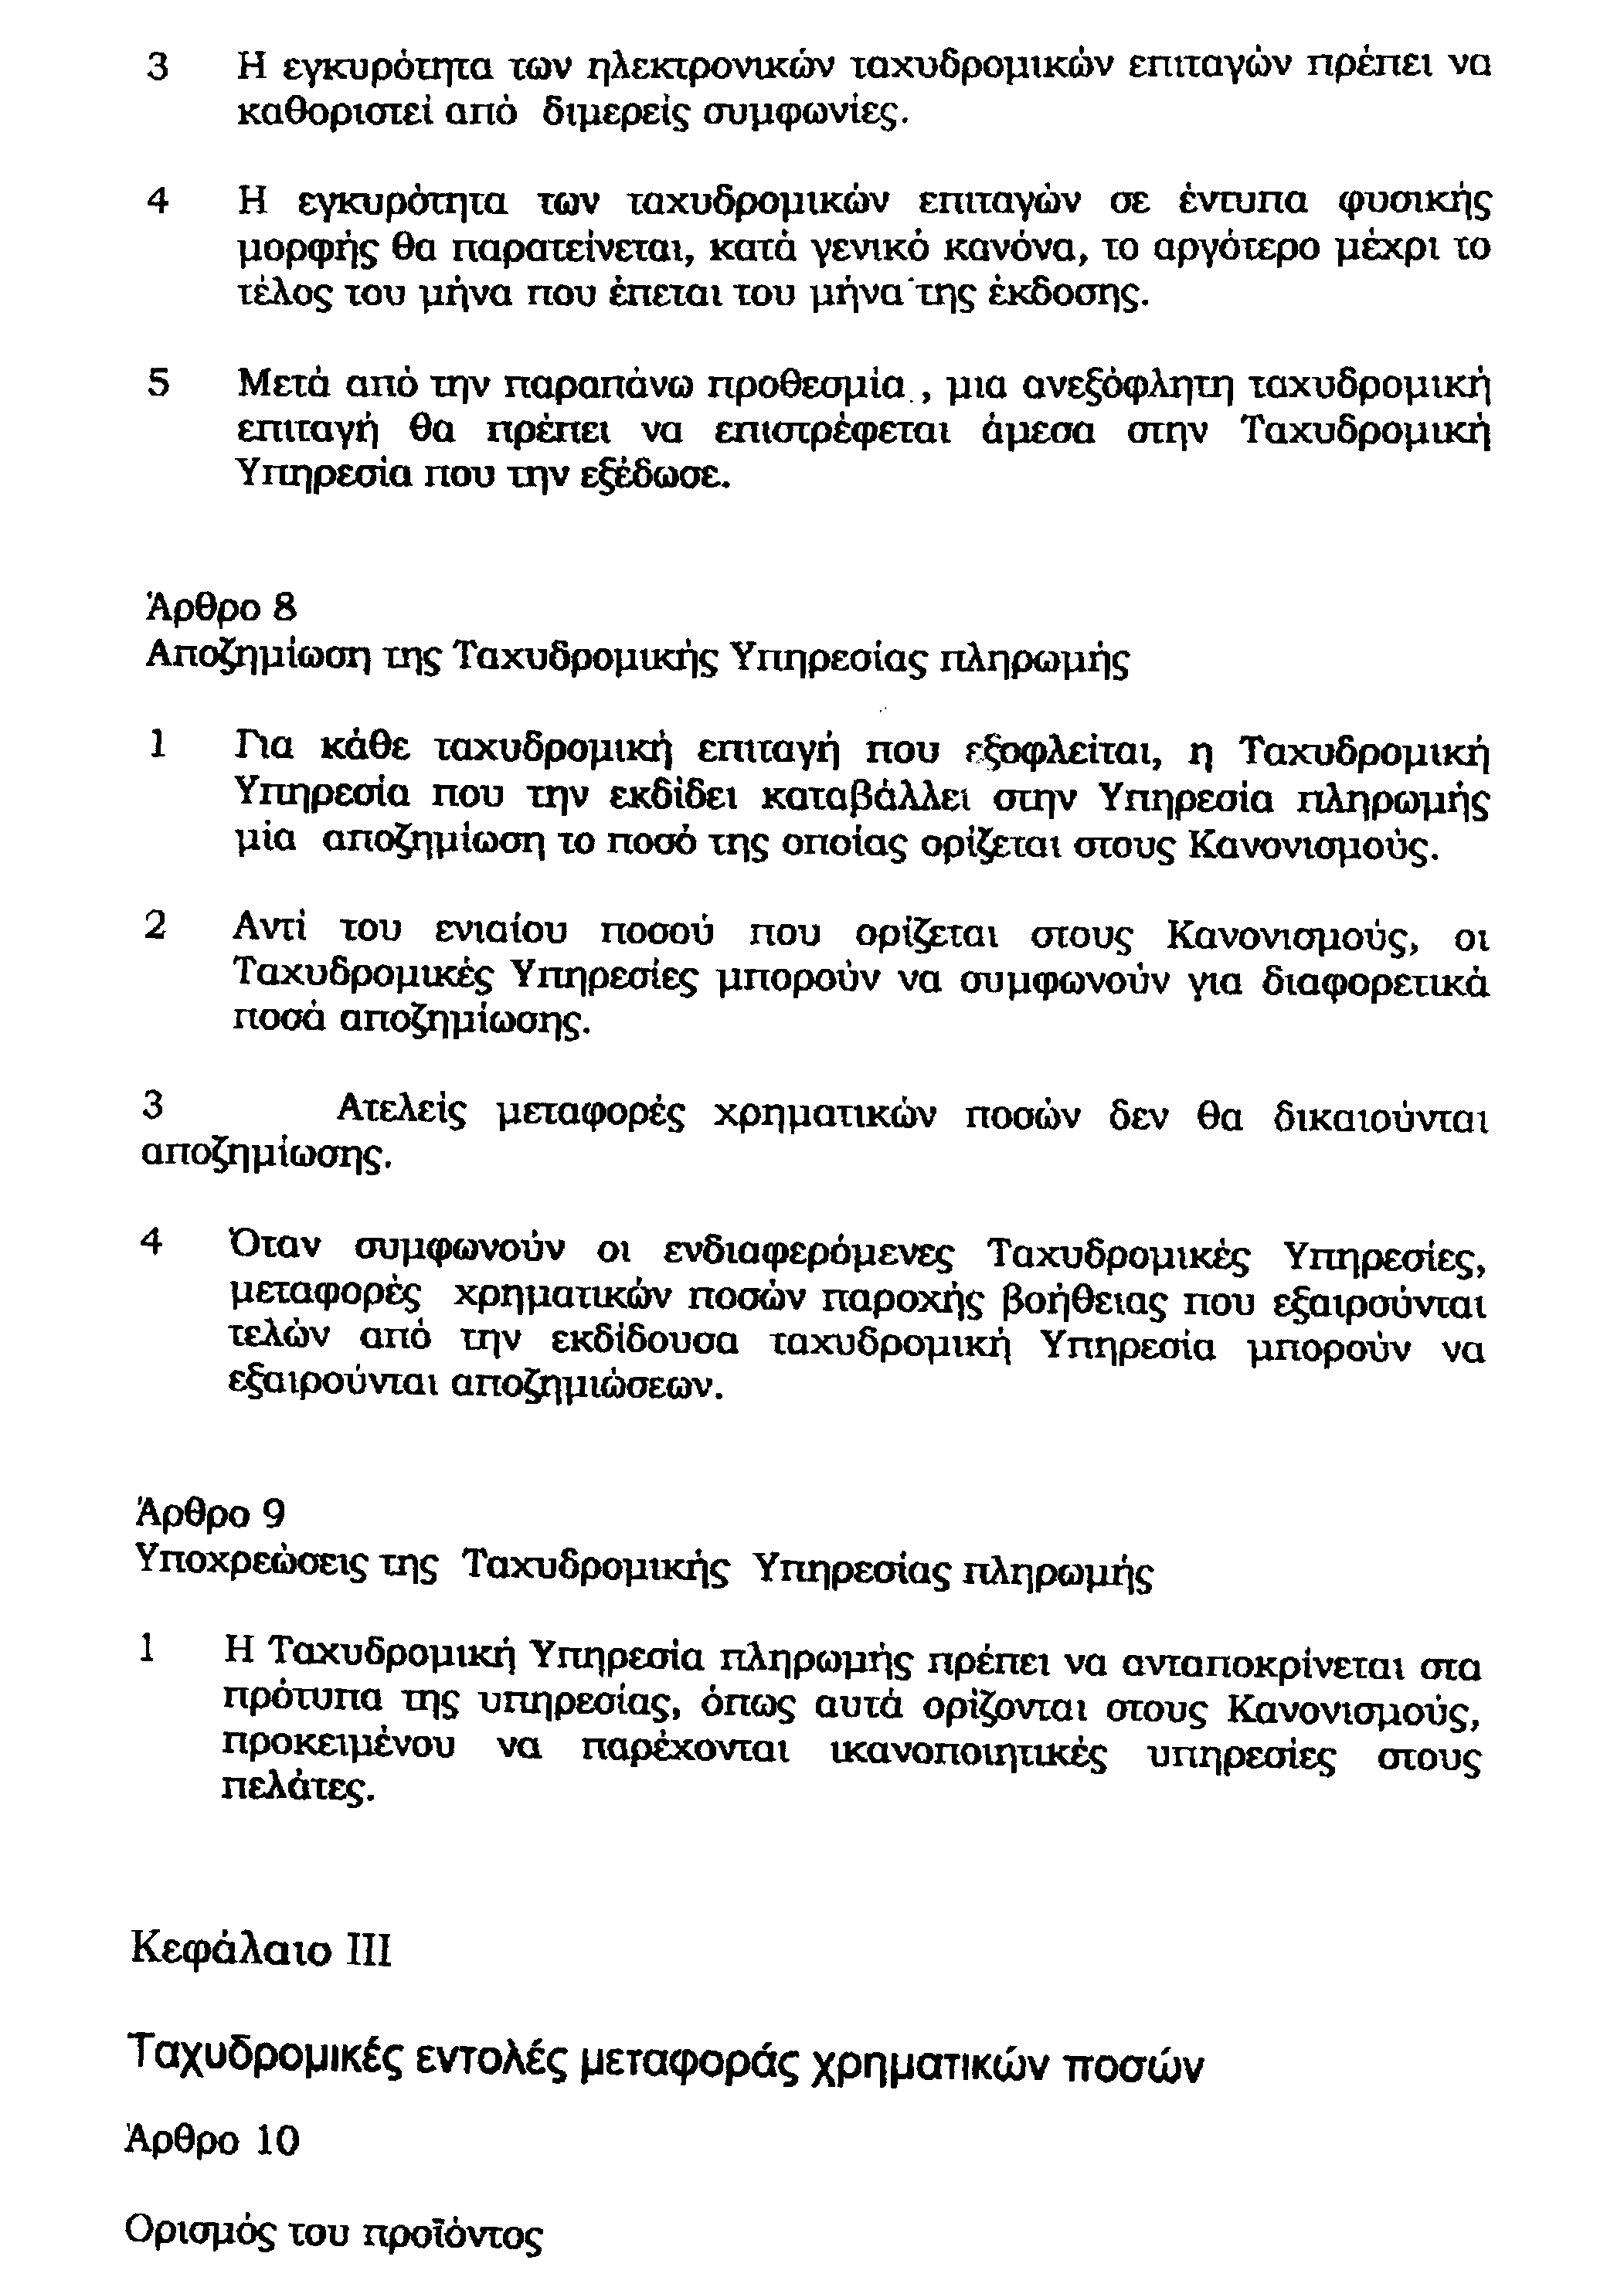 3 Η εγκυρότητα των ηλεκτρονικών ταχυδρομικών επιταγών πρέπει να
καθοριστεί από διμερείς συμφωνίες.
4 Η εγκυρότητα των ταχυδρομικών επιταγών σε έντυπα φυσικής
μορφής θα παρατείνεται, κατά γενικό κανόνα, το αργότερο μέχρι το
τέλος του μήνα που έπεται του μήνα της έκδοσης.
5 Μετά από την παραπάνω προθεσμία , μια ανεξόφλητη ταχυδρομική
επιταγή θα πρέπει να επιστρέφεται άμεσα στην Ταχυδρομική
Υπηρεσία που την εξέδωσε.
Άρθρο 8
Αποζημίωση της Ταχυδρομικής Υπηρεσίας πληρωμής
1 Για κάθε ταχυδρομική επιταγή που εξοφλείται, η Ταχυδρομική
Υπηρεσία που την εκδίδει καταβάλλει στην Υπηρεσία πληρωμής
μία αποζημίωση το ποσό της οποίας ορίζεται στους Κανονισμούς.
2 Αντί του ενιαίου ποσού που ορίζεται στους Κανονισμούς, οι
Ταχυδρομικές Υπηρεσίες μπορούν να συμφωνούν για διαφορετικά
ποσά αποζημίωσης.
3 Ατελείς μεταφορές χρηματικών ποσών δεν θα δικαιούνται
αποζημίωσης.
4 Όταν συμφωνούν οι ενδιαφερόμενες Ταχυδρομικές Υπηρεσίες,
μεταφορές χρηματικών ποσών παροχής βοήθειας που εξαιρούνται
τελών από την εκδίδουσα ταχυδρομική Υπηρεσία μπορούν να
εξαιρούνται αποζημιώσεων.
Άρθρο 9
Υποχρεώσεις της Ταχυδρομικής Υπηρεσίας πληρωμής
1 Η Ταχυδρομική Υπηρεσία πληρωμής πρέπει να ανταποκρίνεται στα
πρότυπα της υπηρεσίας, όπως αυτά ορίζονται στους Κανονισμούς,
προκειμένου να παρέχονται ικανοποιητικές υπηρεσίες στους
πελάτες.
Κεφάλαιο ΙΙΙ
Ταχυδρομικές εντολές μεταφοράς χρηματικών ποσών
Άρθρο 10
Ορισμός του προϊόντος